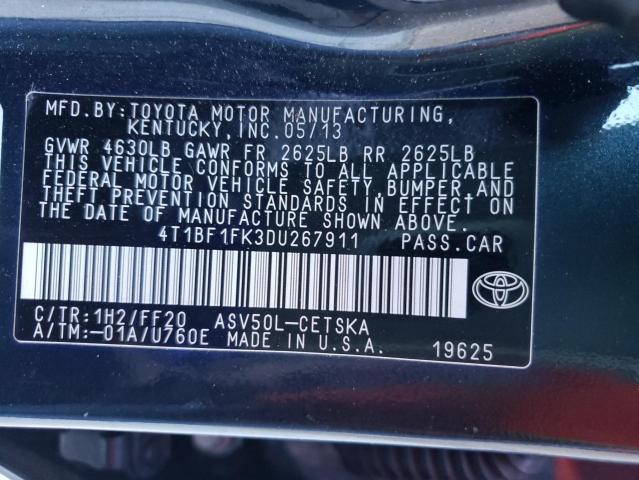 MFD.BY:TOYOTA MOTOR MANUFACTURING,
KENTUCKY,INC.05/13
GVWR 4630LB GAWR FR 2625LB RR 2625LB
THIS VEHICLE CONFORMS TO ALL APPLICABLE
FEDERAL MOTOR VEHICLE SAFETY,BUMPER,AND
THEFT PREVENTION STANDARDS IN EFFECT ON
THE DATE OF MANUFACTURE SHOWN ABOVE.
4T1BF1FK3DU267911 PASS.CAR
C/TR:1H2/FF20 ASV50L-CETSKA
A/TM:-01A/U760E MADE IN U.S.A. 19625